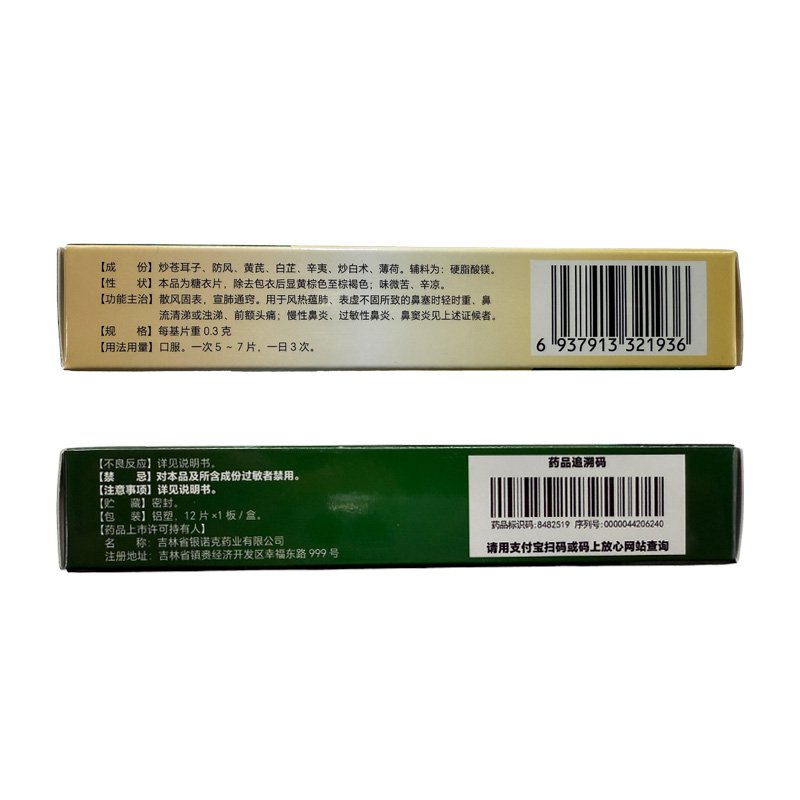 【成　份】炒苍耳子、防风、黄芪、白芷、辛夷、炒白术、薄荷。辅料为：硬脂酸镁。
【性　状】本品为糖衣片，除去包衣后显黄棕色至棕褐色；味微苦、辛凉。
【功能主治】散风固表，宣肺通窍。用于风热蕴肺、表虚不固所致的鼻塞时轻时重、鼻
流清涕或浊涕、前额头痛；慢性鼻炎、过敏性鼻炎、鼻窦炎见上述证候者。
【规　格】每基片重 0.3 克
【用法用量】口服。一次 5 ~ 7 片，一日 3 次。
6 937913 321936
【不良反应】详见说明书。
【禁　忌】对本品及所含成份过敏者禁用。
【注意事项】详见说明书。
【贮　藏】密封。
【包　装】铝塑，12 片×1 板 / 盒。
【药品上市许可持有人】
名　称：吉林省银诺克药业有限公司
注册地址：吉林省镇赉经济开发区幸福东路 999 号
药品追溯码
药品标识码：8482519 序列号：0000044206240
请用支付宝扫码或码上放心网站查询